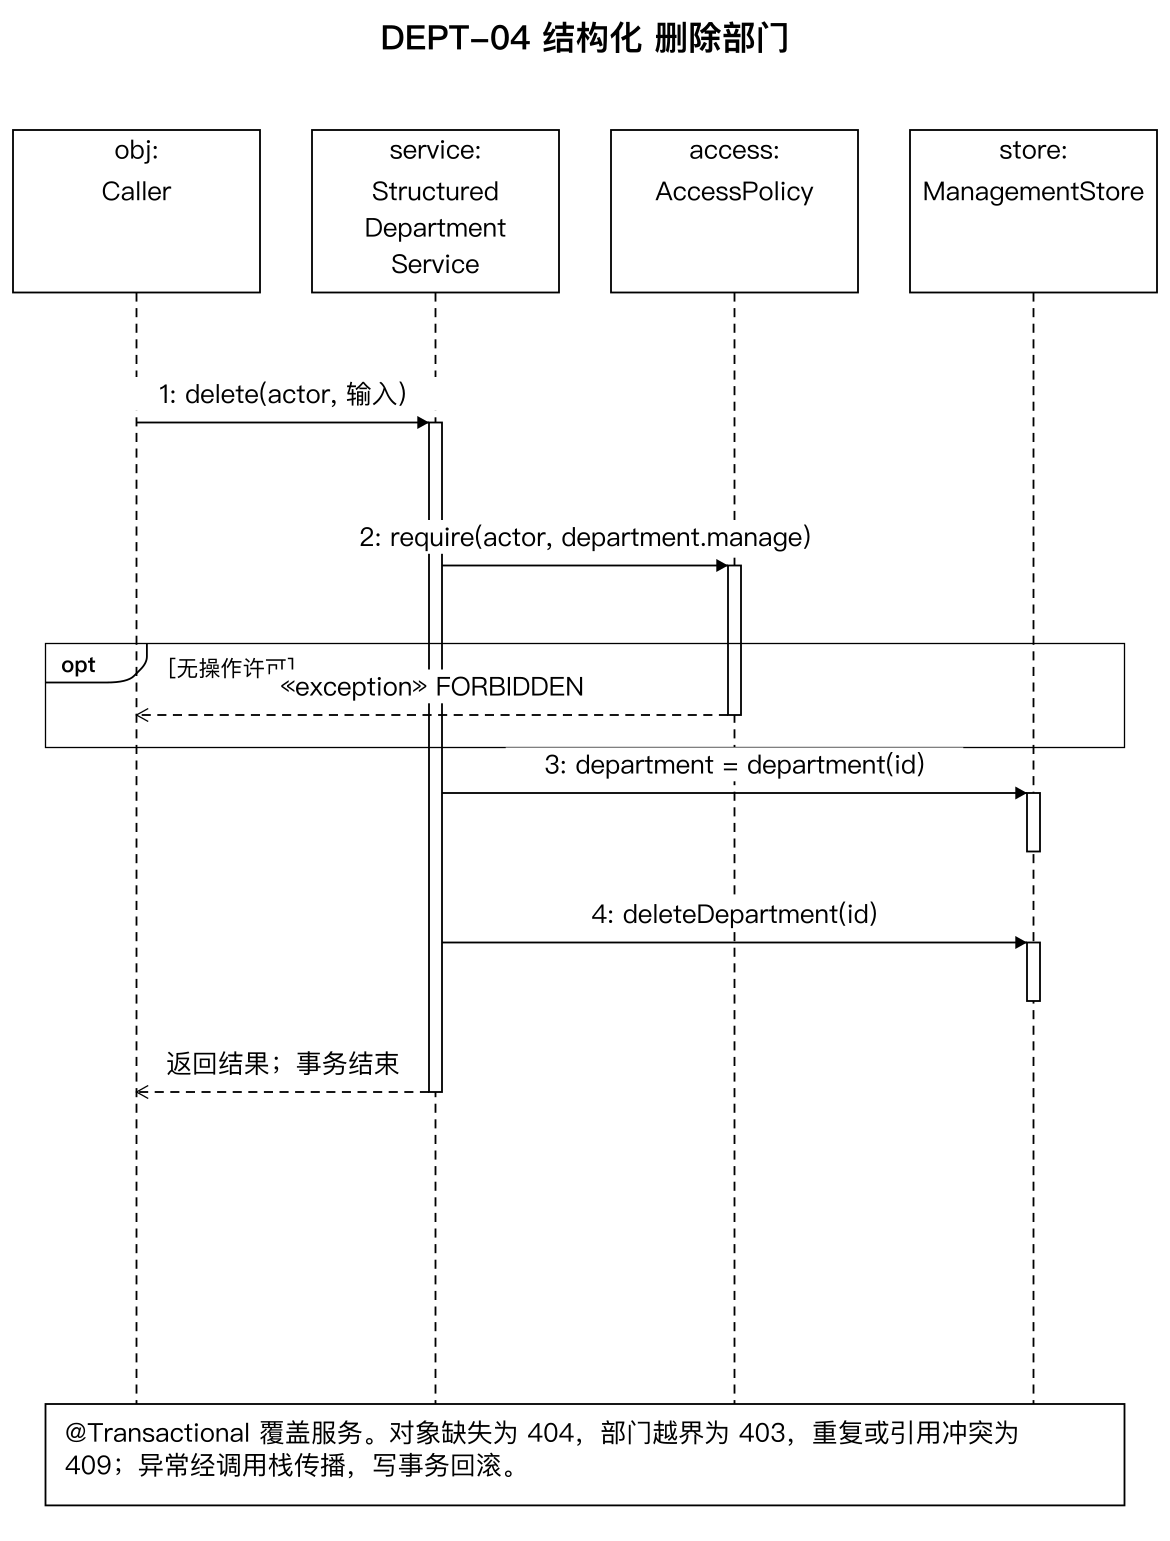 DEPT-04 结构化 删除部门
obj:
Caller
service:
Structured
Department
Service
access:
AccessPolicy
store:
ManagementStore
1: delete(actor, 输入)
2: require(actor, department.manage)
opt
[无操作许可]
«exception» FORBIDDEN
3: department = department(id)
4: deleteDepartment(id)
返回结果；事务结束
@Transactional 覆盖服务。对象缺失为 404，部门越界为 403，重复或引用冲突为
409；异常经调用栈传播，写事务回滚。